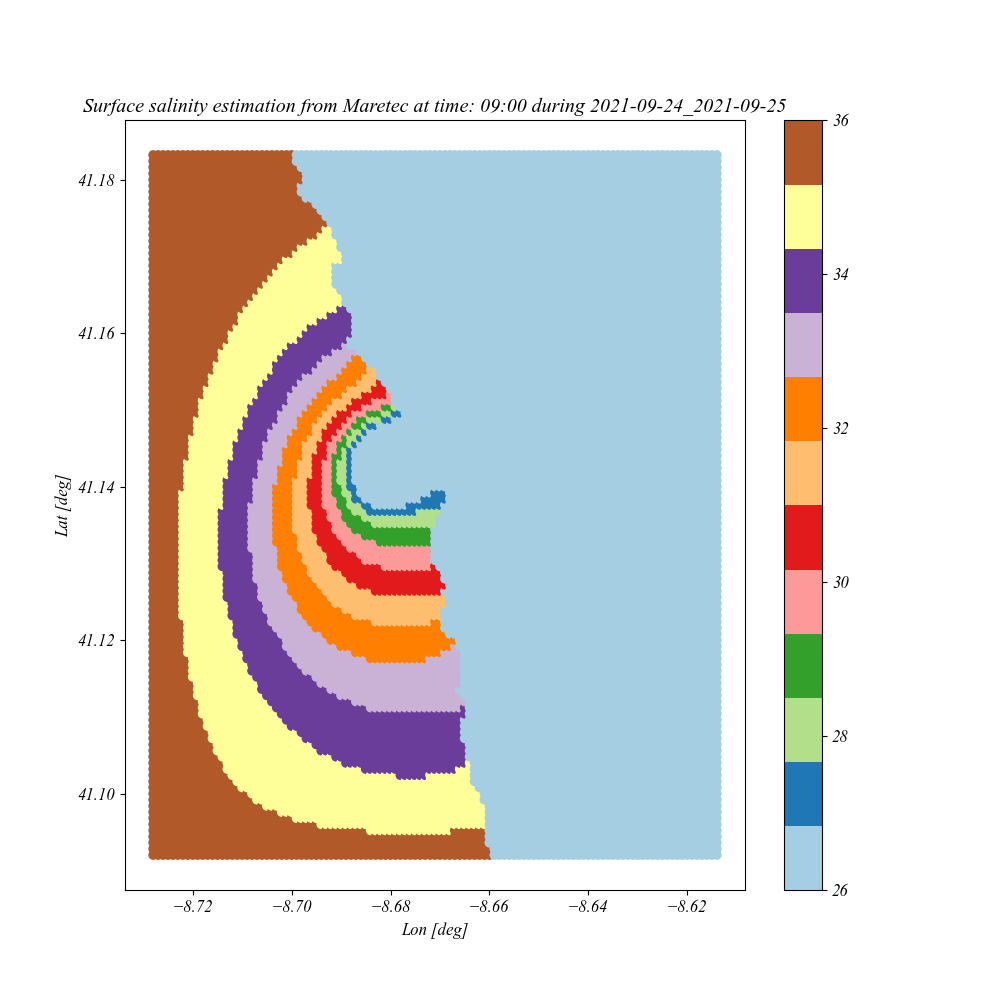 Surface salinity estimation from Maretec at time: 09:00 during 2021-09-24_2021-09-25
36
41.18
34
41.16
32
Lat [deg]
41.14
30
41.12
28
41.10
26
−8.72 −8.70 −8.68 −8.66 −8.64 −8.62
Lon [deg]